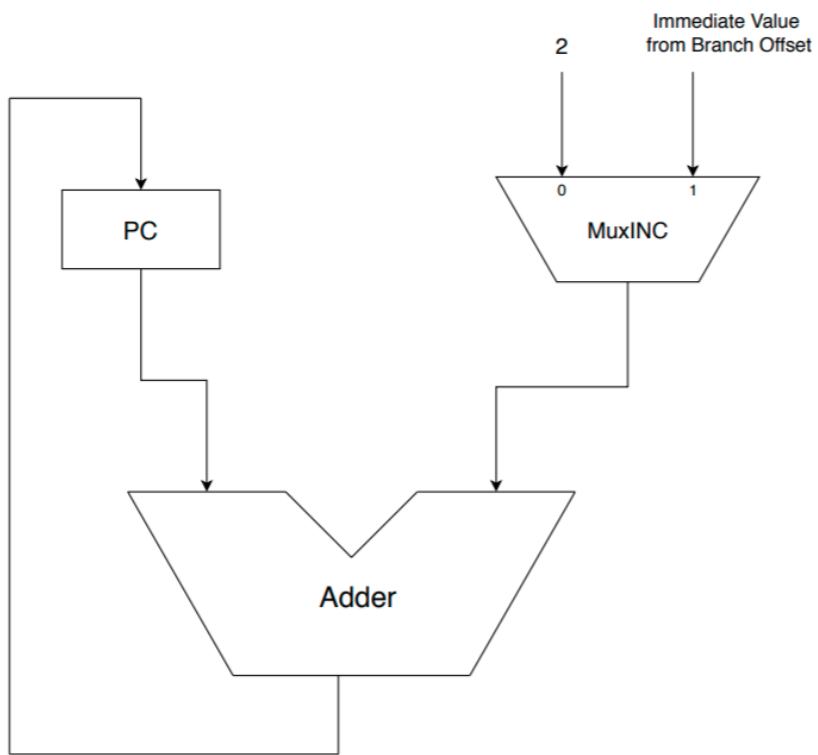 Immediate Value
from Branch Offset
2
PC
0
1
MuxINC
Adder